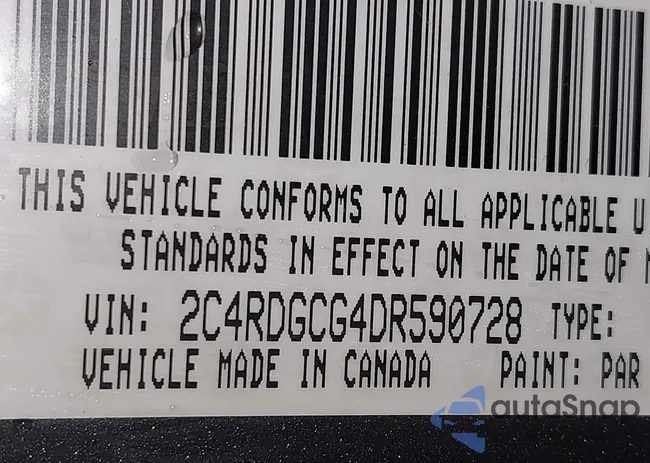 THIS VEHICLE CONFORMS TO ALL APPLICABLE U
STANDARDS IN EFFECT ON THE DATE OF
VIN: 2C4RDGCG4DR590728 TYPE:
VEHICLE MADE IN CANADA PAINT: PAR
autoSnap